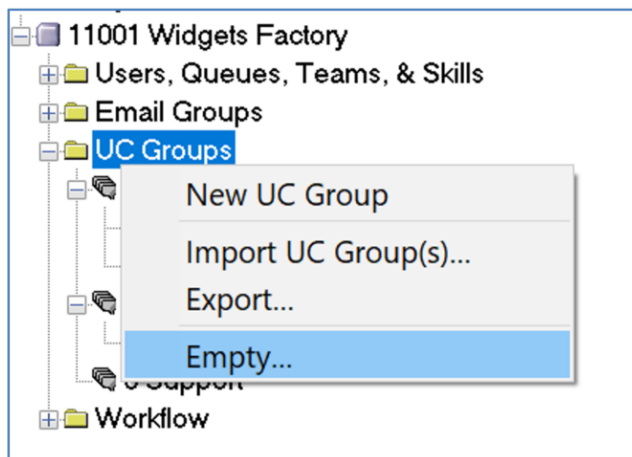 11001 Widgets Factory
Users, Queues, Teams, & Skills
Email Groups
UC Groups
New UC Group
Import UC Group(s)...
Export...
Empty...
Support
Workflow